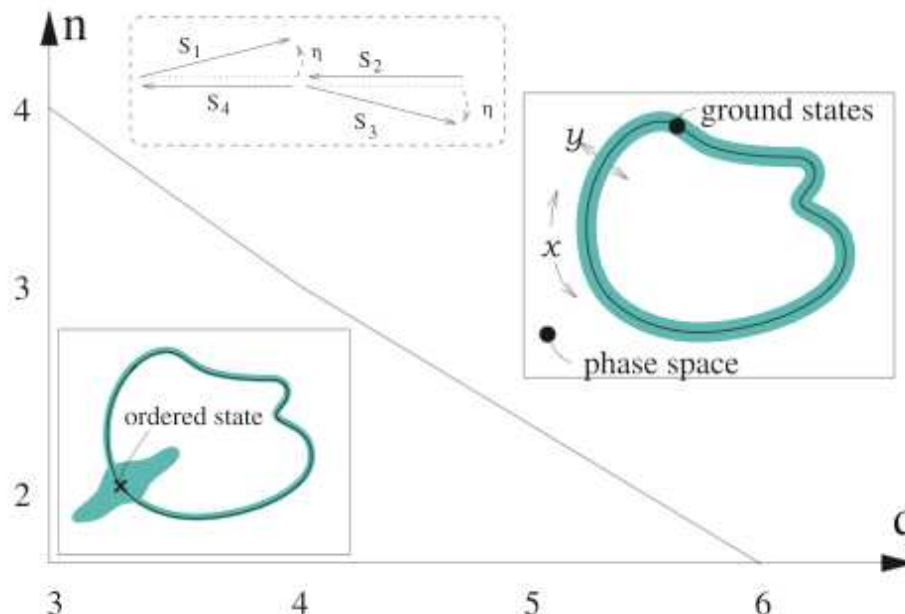 n
S1
η
S2
S4
S3
η
4
ground states
y
x
3
phase space
ordered state
2
d
3
4
5
6